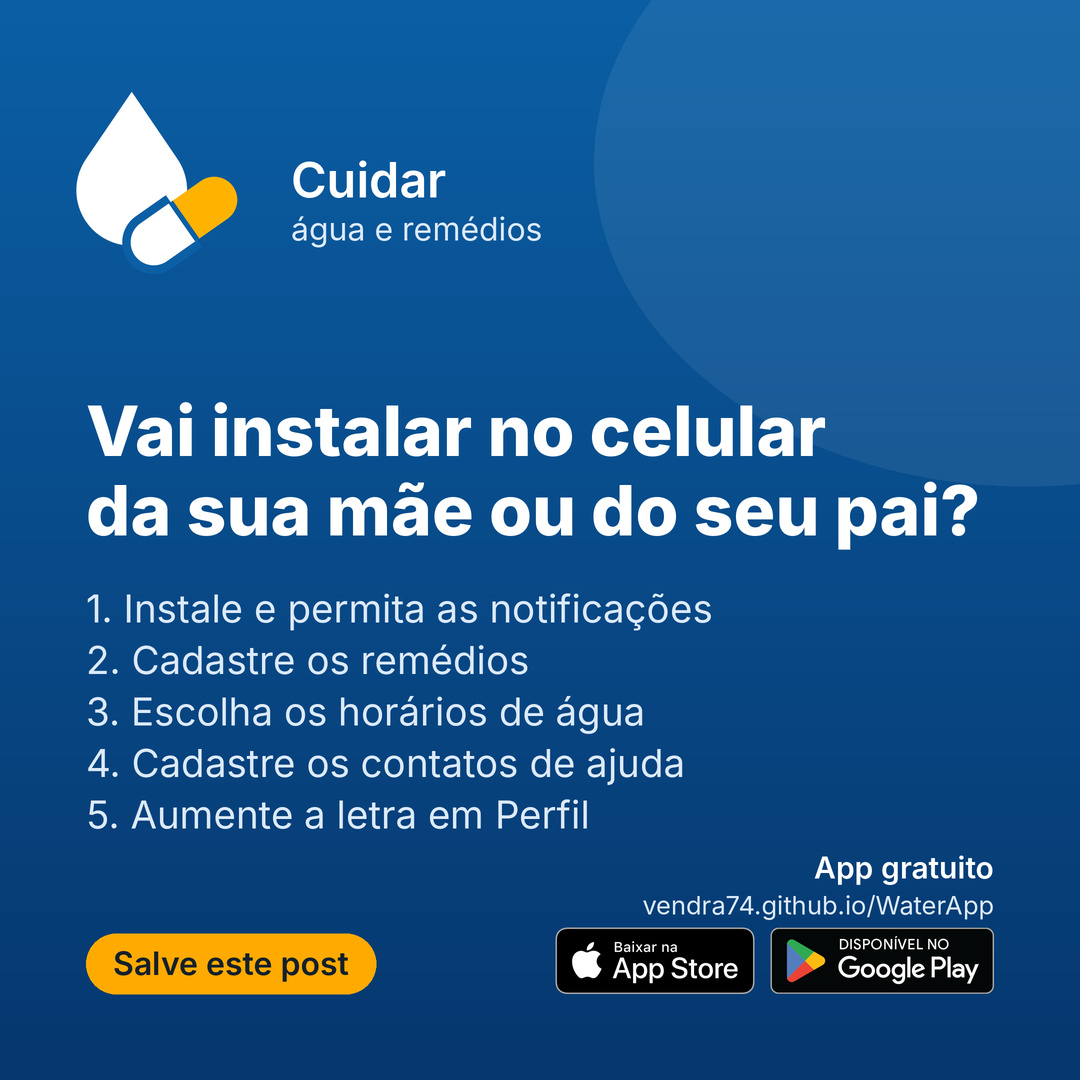 Cuidar
água e remédios
Vai instalar no celular
da sua mãe ou do seu pai?
1. Instale e permita as notificações
2. Cadastre os remédios
3. Escolha os horários de água
4. Cadastre os contatos de ajuda
5. Aumente a letra em Perfil
App gratuito
vendra74.github.io/WaterApp
Salve este post
Baixar na
App Store
DISPONÍVEL NO
Google Play